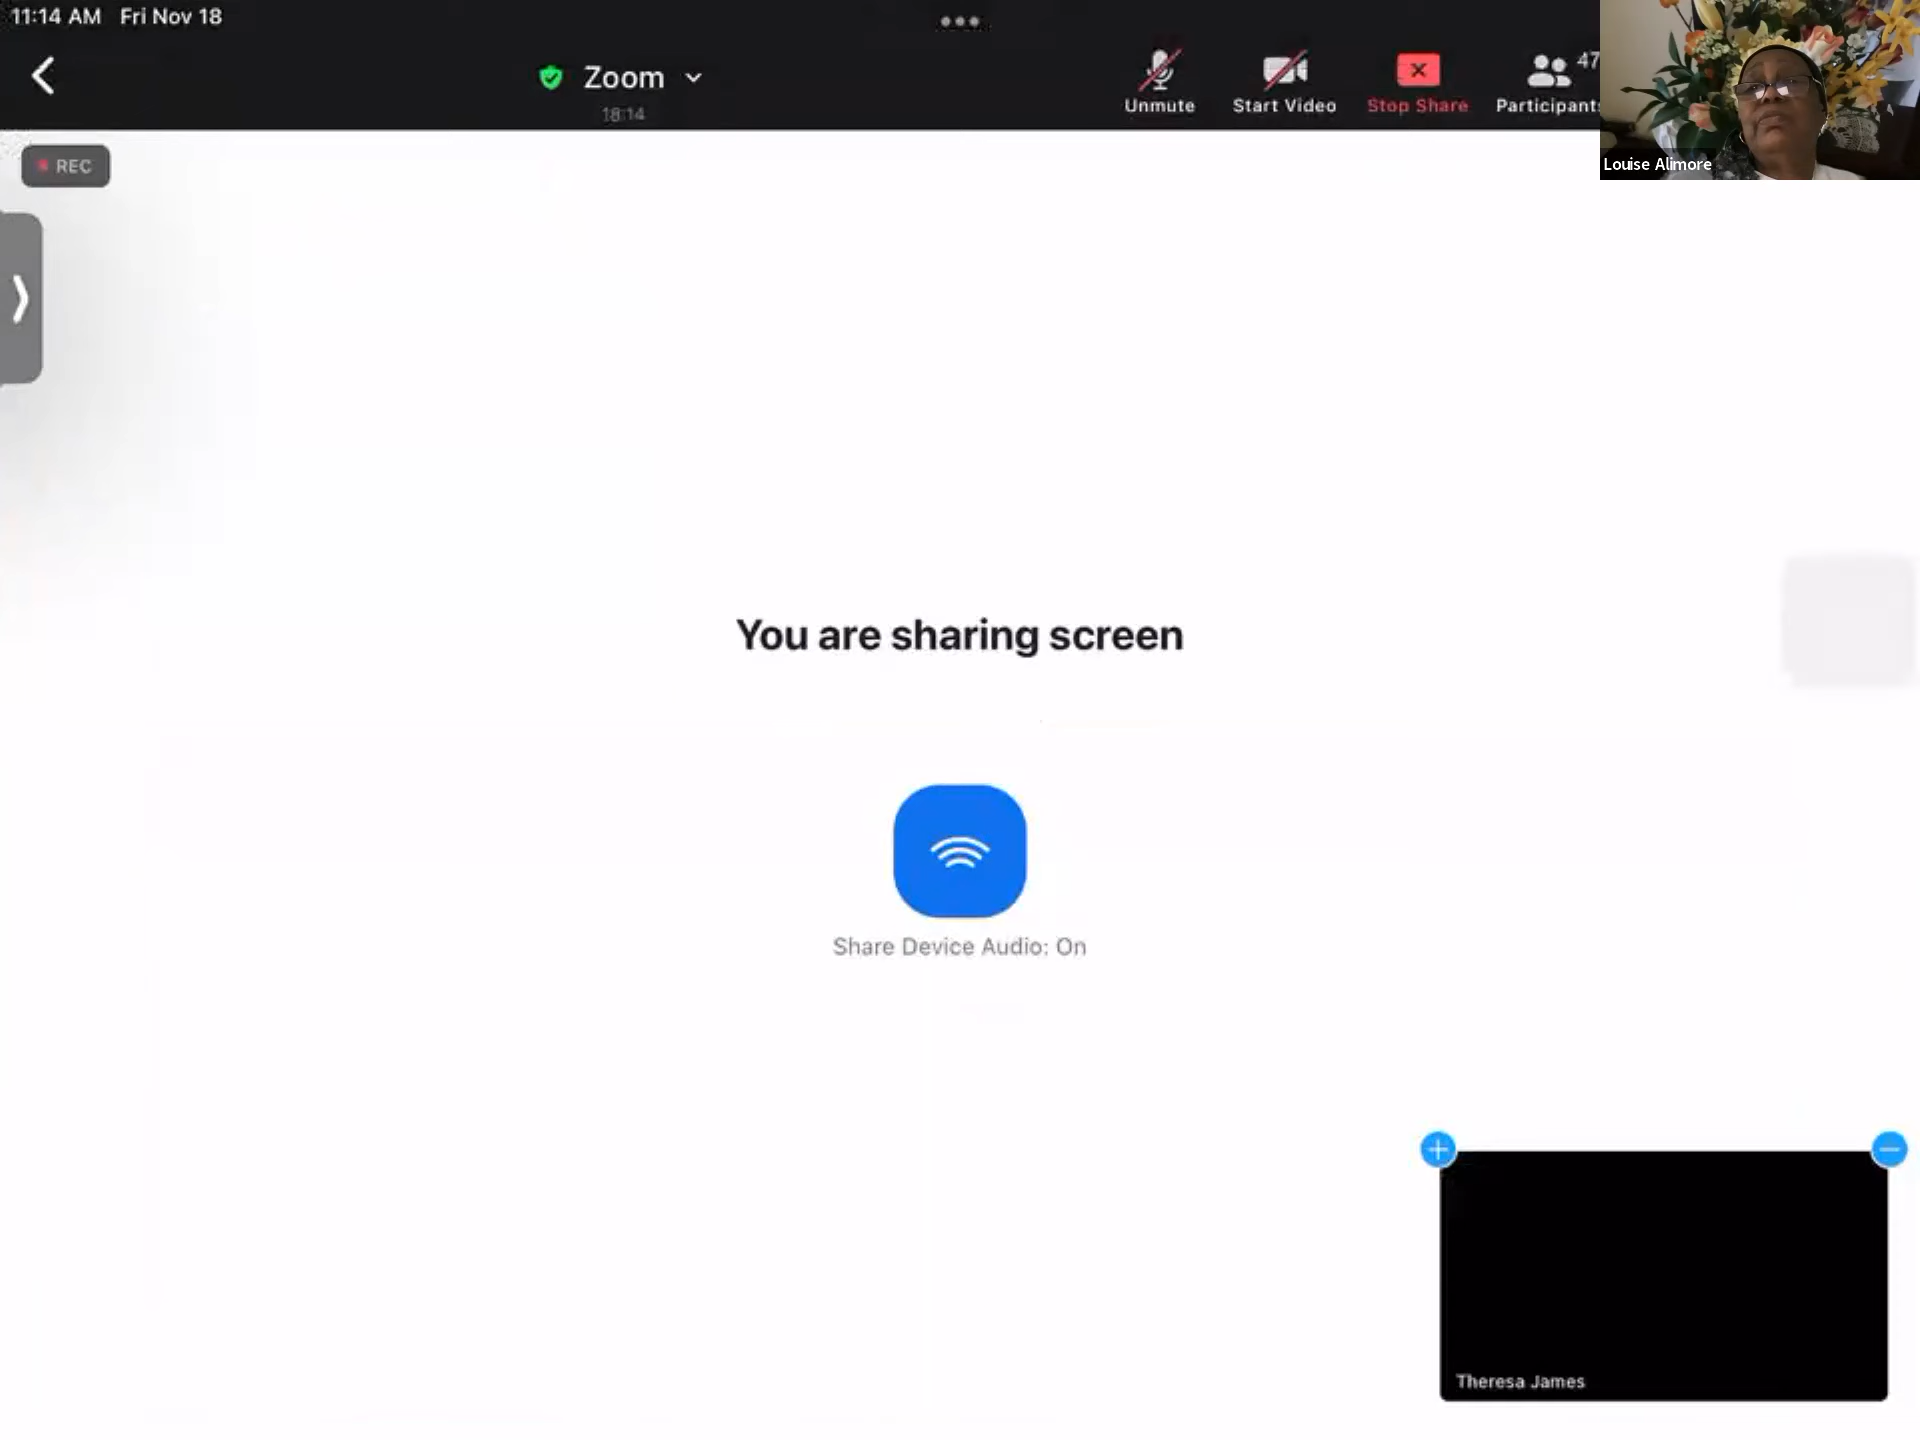 11:14 AM Fri Nov 18
Zoom
18:14
Unmute
Start Video
Stop Share
Participants
47
Louise Alimore
REC
You are sharing screen
Share Device Audio: On
Theresa James